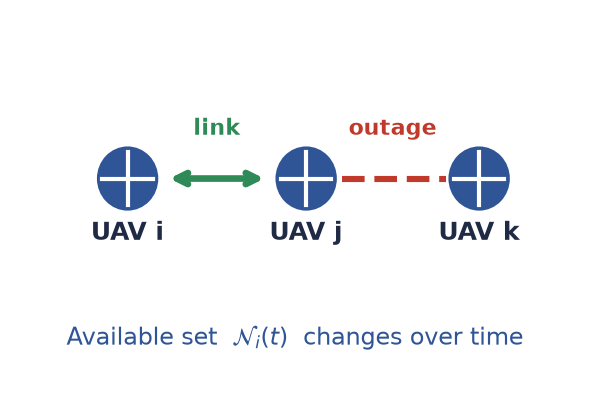 link outage
UAV i UAV j UAV k
Available set 𝒩ᵢ(t) changes over time